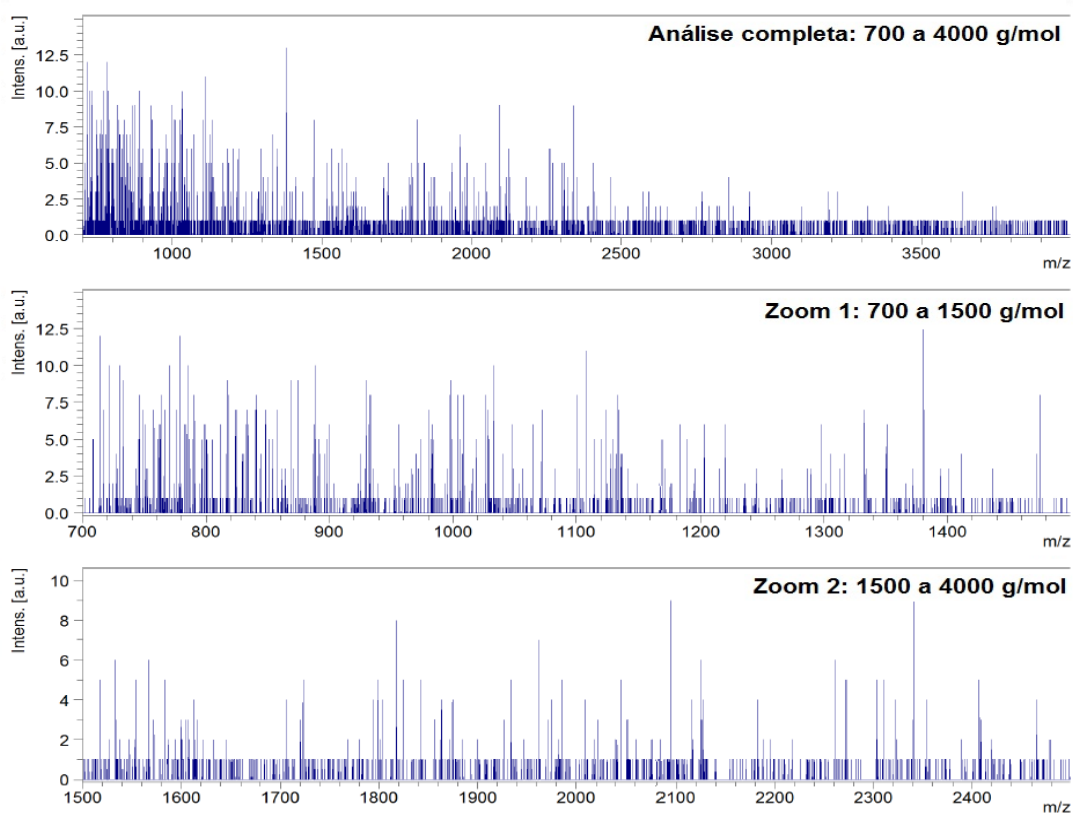 Análise completa: 700 a 4000 g/mol
Intens. [a.u.]
12.5
10.0
7.5
5.0
2.5
0.0
1000 1500 2000 2500 3000 3500
m/z
Zoom 1: 700 a 1500 g/mol
Intens. [a.u.]
12.5
10.0
7.5
5.0
2.5
0.0
700 800 900 1000 1100 1200 1300 1400
m/z
Zoom 2: 1500 a 4000 g/mol
Intens. [a.u.]
10
8
6
4
2
0
1500 1600 1700 1800 1900 2000 2100 2200 2300 2400
m/z